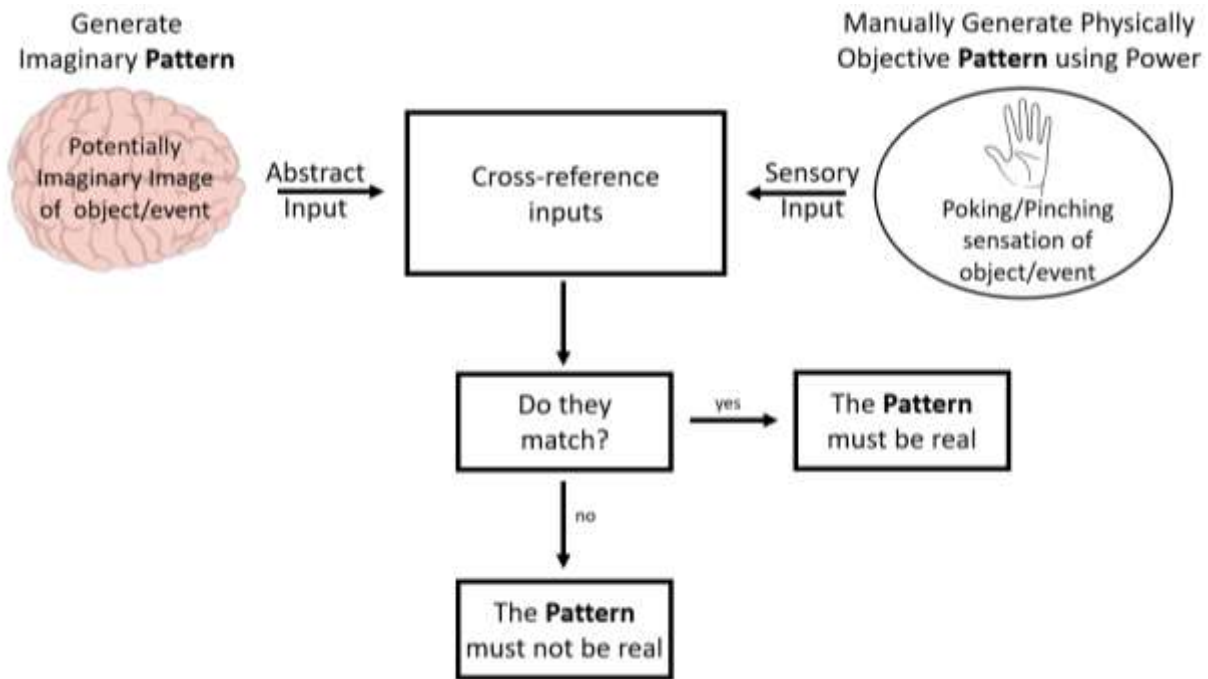 Generate
Imaginary Pattern
Manually Generate Physically
Objective Pattern using Power
Potentially
Imaginary Image
of object/event
Abstract
Input
Cross-reference
inputs
Sensory
Input
Poking/Pinching
sensation of
object/event
Do they
match?
yes
The Pattern
must be real
no
The Pattern
must not be real